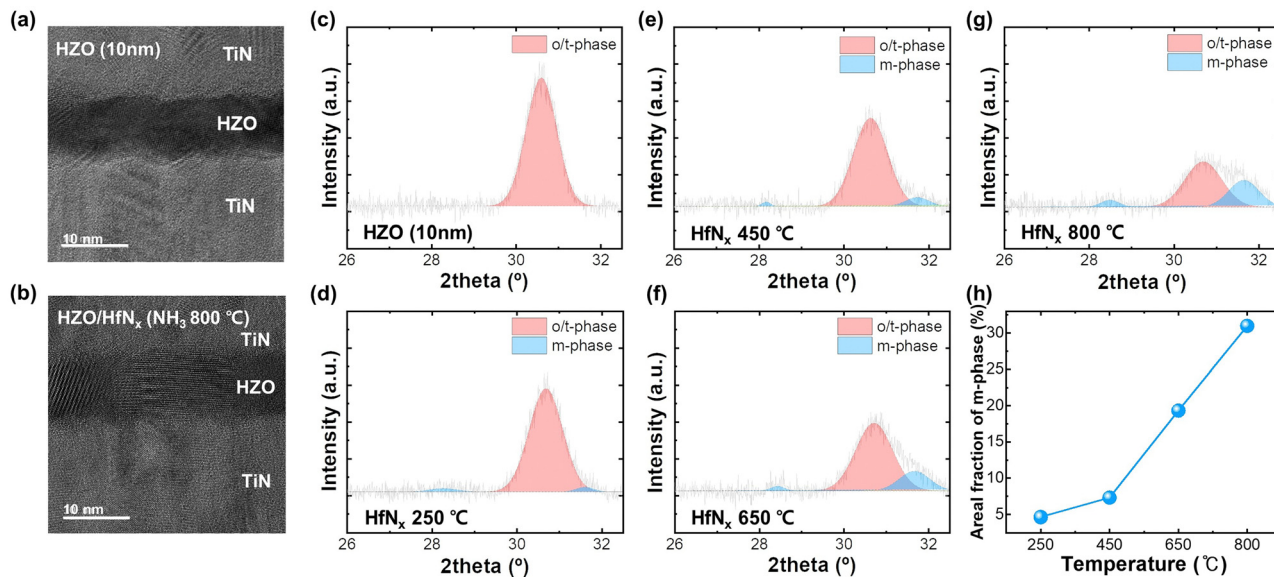 (a)
HZO (10nm)
TiN
HZO
TiN
10 nm
(b)
HZO/HfNₓ (NH₃ 800 ℃)
TiN
HZO
TiN
10 nm
(c)
o/t-phase
Intensity (a.u.)
HZO (10nm)
26 28 30 32
2theta (º)
(d)
o/t-phase
m-phase
Intensity (a.u.)
HfNₓ 250 ℃
26 28 30 32
2theta (º)
(e)
o/t-phase
m-phase
Intensity (a.u.)
HfNₓ 450 ℃
26 28 30 32
2theta (º)
(f)
o/t-phase
m-phase
Intensity (a.u.)
HfNₓ 650 ℃
26 28 30 32
2theta (º)
(g)
o/t-phase
m-phase
Intensity (a.u.)
HfNₓ 800 ℃
26 28 30 32
2theta (º)
(h)
Areal fraction of m-phase (%)
30
25
20
15
10
5
250 450 650 800
Temperature (℃)